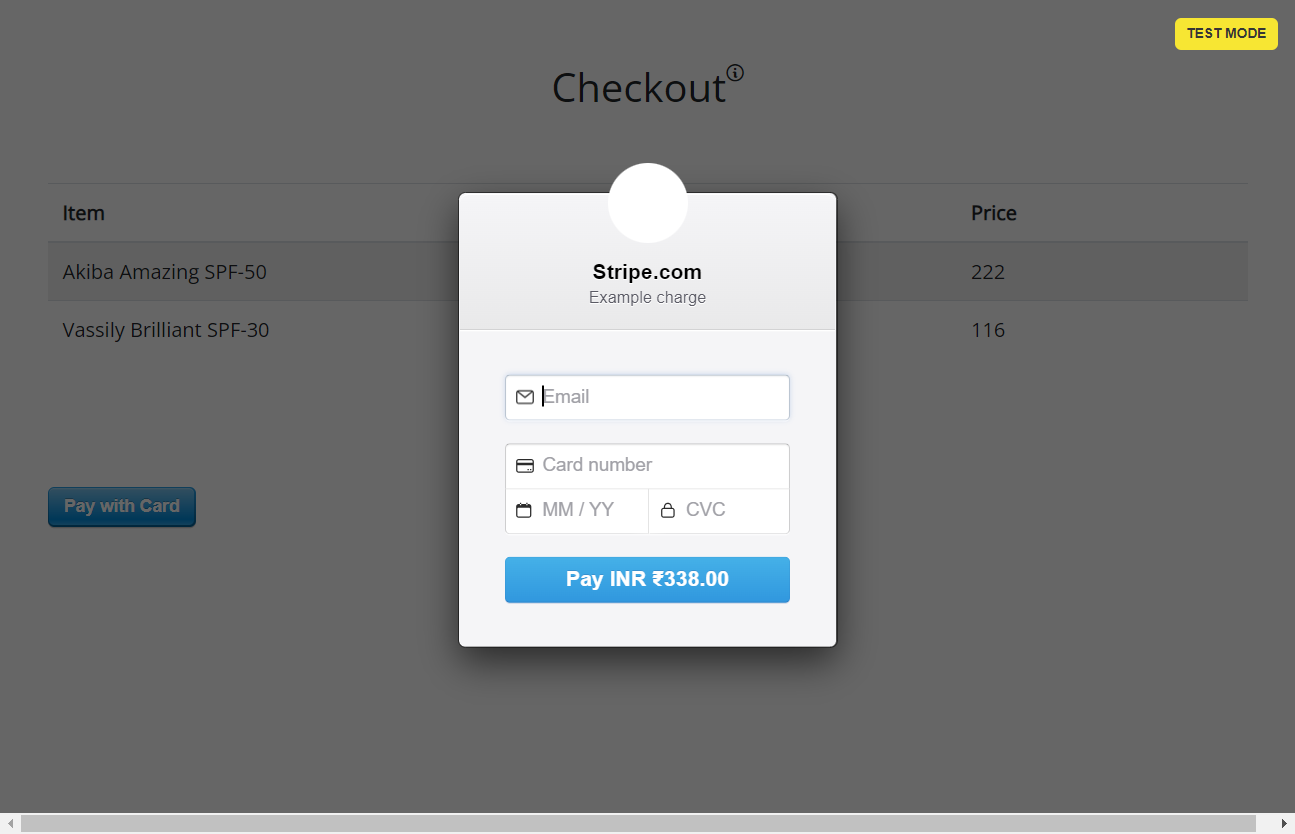 TEST MODE
Checkout
Item Price
Akiba Amazing SPF-50 222
Vassily Brilliant SPF-30 116
Pay with Card
Stripe.com
Example charge
Email
Card number
MM / YY CVC
Pay INR ₹338.00